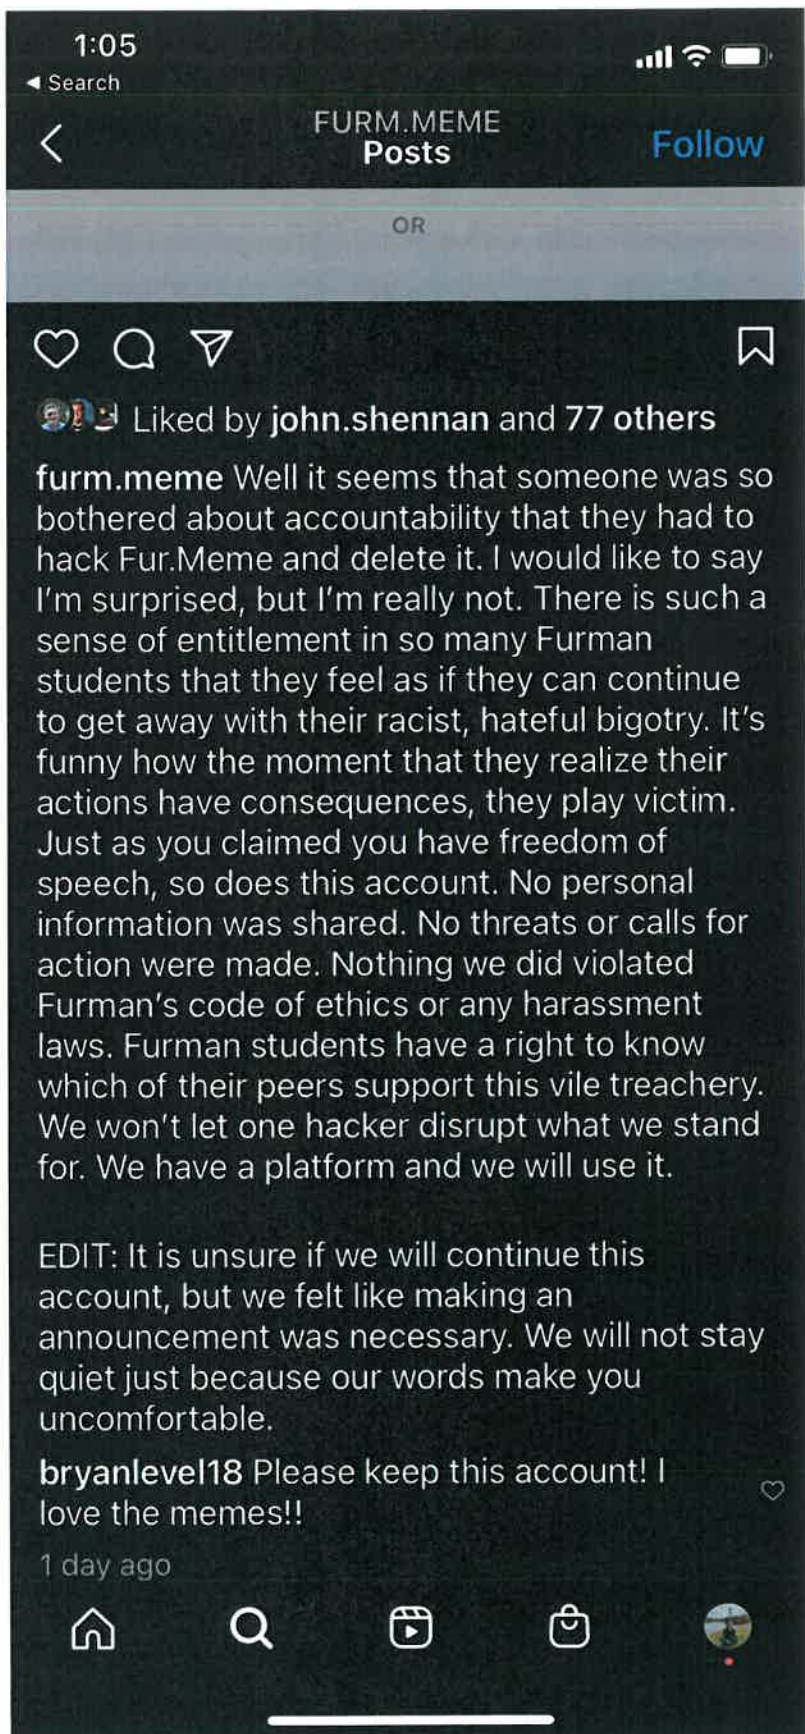 1:05
◄ Search
FURM.MEME
Posts
Follow
OR
Liked by john.shennan and 77 others
furm.meme Well it seems that someone was so
bothered about accountability that they had to
hack Fur.Meme and delete it. I would like to say
I'm surprised, but I'm really not. There is such a
sense of entitlement in so many Furman
students that they feel as if they can continue
to get away with their racist, hateful bigotry. It's
funny how the moment that they realize their
actions have consequences, they play victim.
Just as you claimed you have freedom of
speech, so does this account. No personal
information was shared. No threats or calls for
action were made. Nothing we did violated
Furman's code of ethics or any harassment
laws. Furman students have a right to know
which of their peers support this vile treachery.
We won't let one hacker disrupt what we stand
for. We have a platform and we will use it.
EDIT: It is unsure if we will continue this
account, but we felt like making an
announcement was necessary. We will not stay
quiet just because our words make you
uncomfortable.
bryanlevel18 Please keep this account! I
love the memes!!
1 day ago